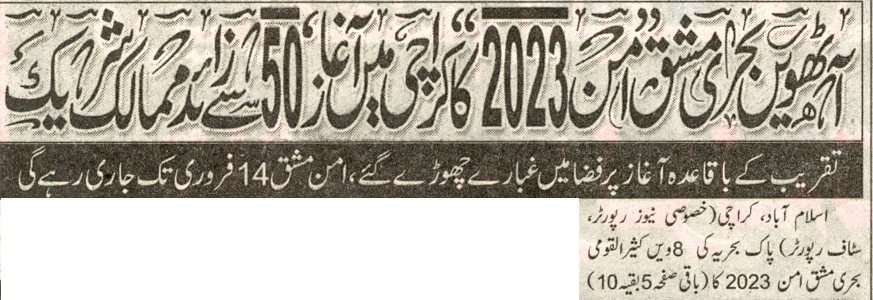 آٹھویں بحری مشق ’’امن 2023‘‘ کا کراچی میں آغاز، 50 سے زائد ممالک شریک
تقریب کے باقاعدہ آغاز پر فضا میں غبارے چھوڑے گئے، امن مشق 14 فروری تک جاری رہے گی
اسلام آباد، کراچی (خصوصی نیوز رپورٹر،
سٹاف رپورٹر) پاک بحریہ کی 8ویں کثیرالقومی
بحری مشق امن 2023 کا (باقی صفحہ 5 بقیہ 10)